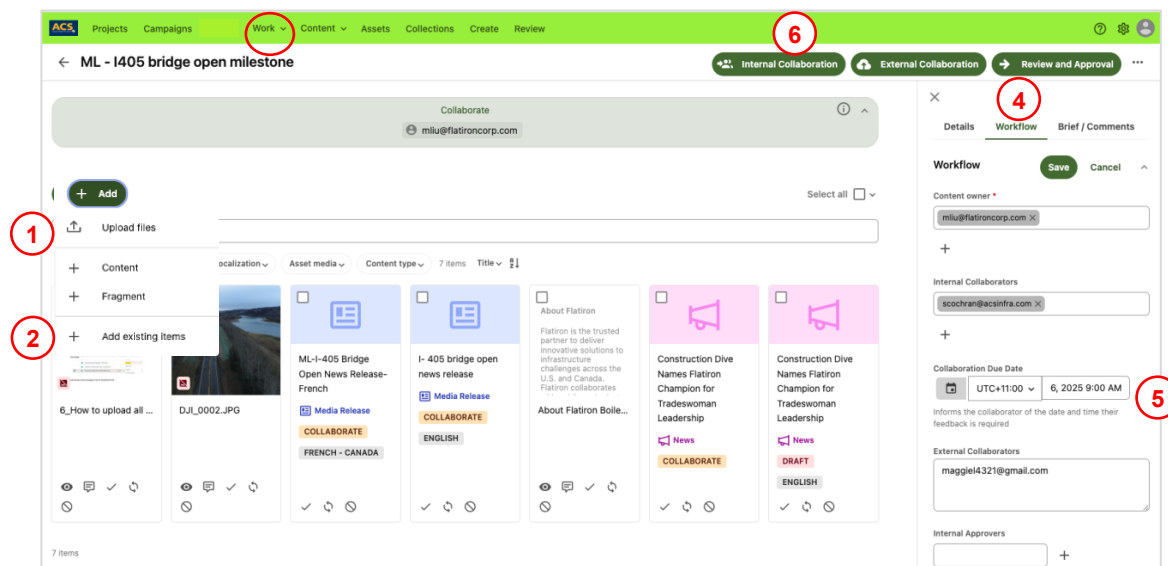 ACS Projects Campaigns Work Content Assets Collections Create Review
6
ML - I405 bridge open milestone
Internal Collaboration External Collaboration Review and Approval ...
Collaborate
mliu@flatironcorp.com
4
Details Workflow Brief / Comments
Workflow Save Cancel
Content owner *
mliu@flatironcorp.com ×
+
Internal Collaborators
scochran@acsinfra.com ×
+
Collaboration Due Date
UTC+11:00 6, 2025 9:00 AM
5
Informs the collaborator of the date and time their
feedback is required
External Collaborators
maggiel4321@gmail.com
Internal Approvers
+
+ Add
Select all
1
Upload files
+ Content
+ Fragment
2
+ Add existing items
ocalization Asset media Content type 7 items Title
6_How to upload all ...
DJI_0002.JPG
ML-I-405 Bridge
Open News Release-
French
Media Release
COLLABORATE
FRENCH - CANADA
I- 405 bridge open
news release
Media Release
COLLABORATE
ENGLISH
About Flatiron
Flatiron is the trusted
partner to deliver
innovative solutions to
infrastructure
challenges across the
U.S. and Canada.
Flatiron collaborates
About Flatiron Boile...
Construction Dive
Names Flatiron
Champion for
Tradeswoman
Leadership
News
COLLABORATE
Construction Dive
Names Flatiron
Champion for
Tradeswoman
Leadership
News
DRAFT
ENGLISH
7 items